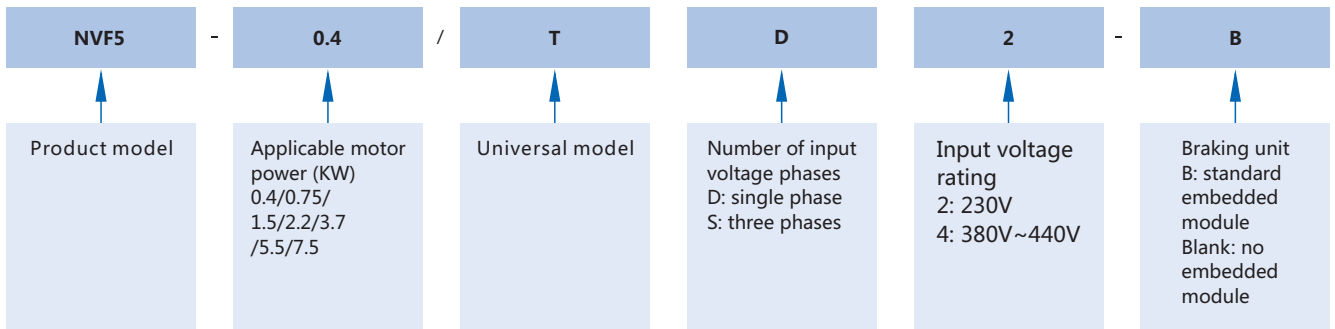 NVF5 - 0.4 / T D 2 - B
Product model
Applicable motor
power (KW)
0.4/0.75/
1.5/2.2/3.7
/5.5/7.5
Universal model
Number of input
voltage phases
D: single phase
S: three phases
Input voltage
rating
2: 230V
4: 380V~440V
Braking unit
B: standard
embedded
module
Blank: no
embedded
module